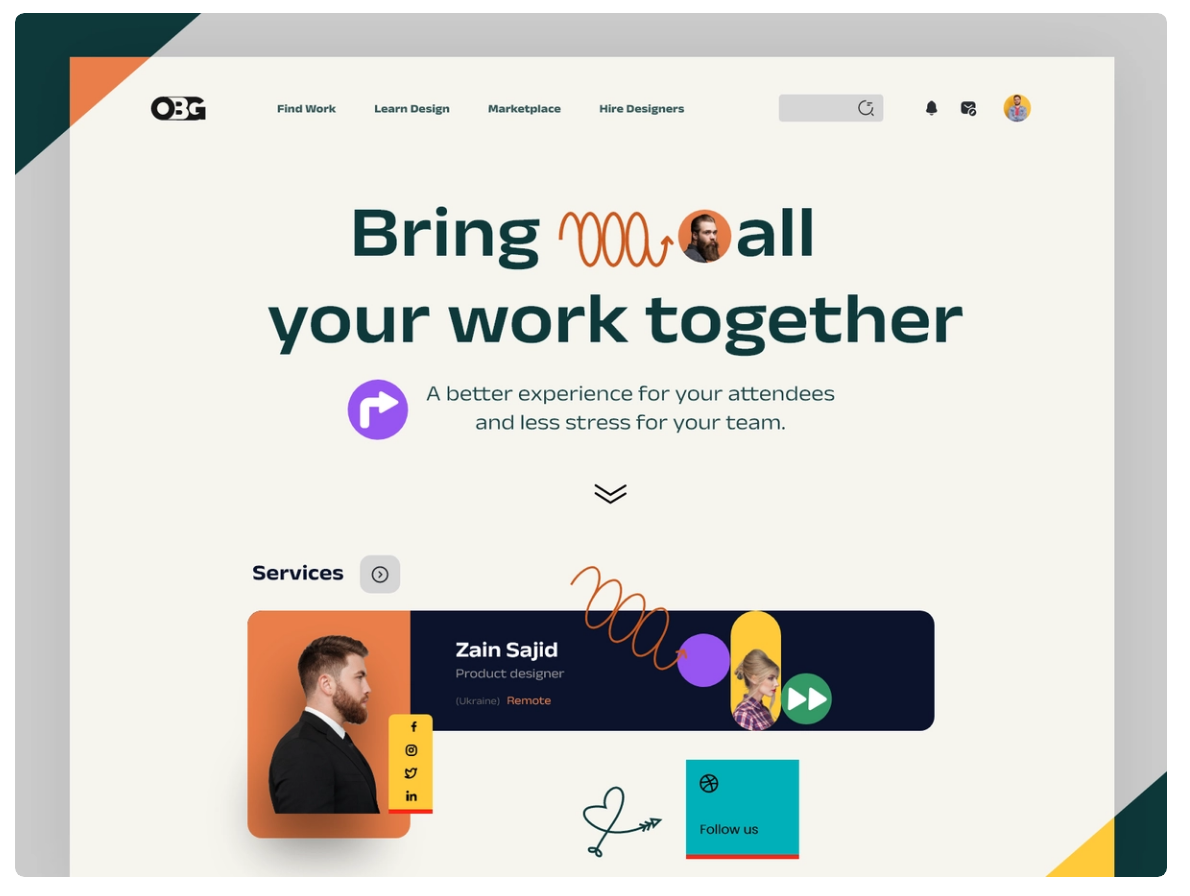 OBG
Find Work Learn Design Marketplace Hire Designers
Bring all
your work together
A better experience for your attendees
and less stress for your team.
Services
Zain Sajid
Product designer
(Ukraine) Remote
Follow us